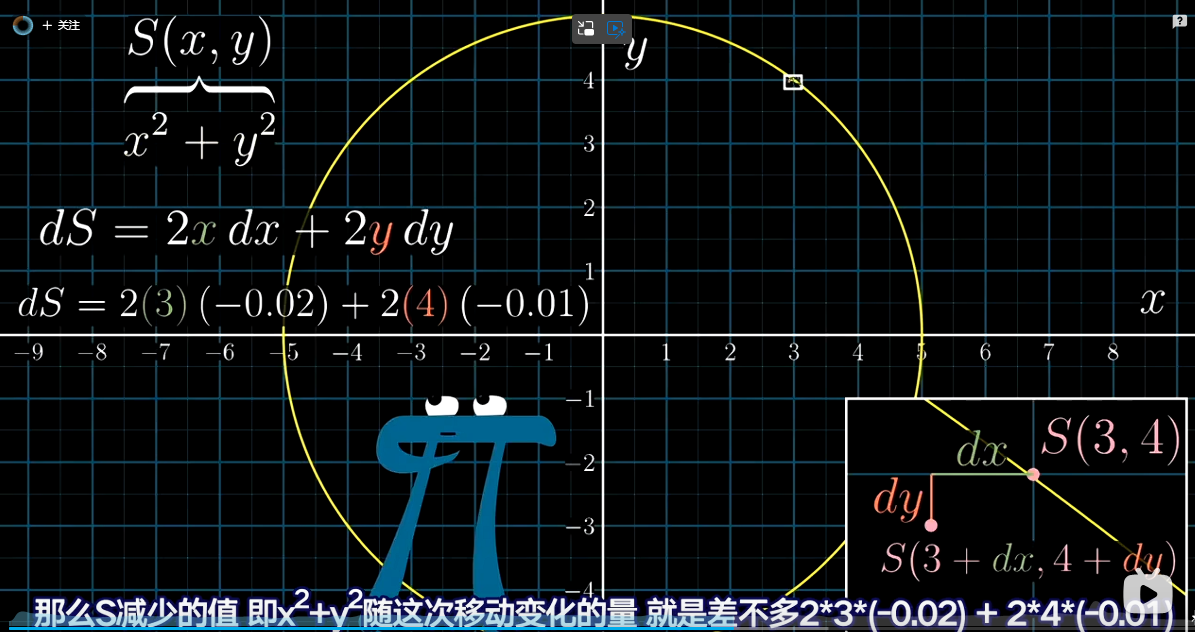 + 关注
S(x, y)
x² + y²
y
dS = 2x dx + 2y dy
dS = 2(3)(−0.02) + 2(4)(−0.01)
x
4
3
2
1
−9 −8 −7 −6 −5 −4 −3 −2 −1 1 2 3 4 5 6 7 8
−1
−2
−3
−4
dx S(3, 4)
dy
S(3 + dx, 4 + dy)
那么S减少的值 即x²+y²随这次移动变化的量 就是差不多2*3*(-0.02) + 2*4*(-0.01)